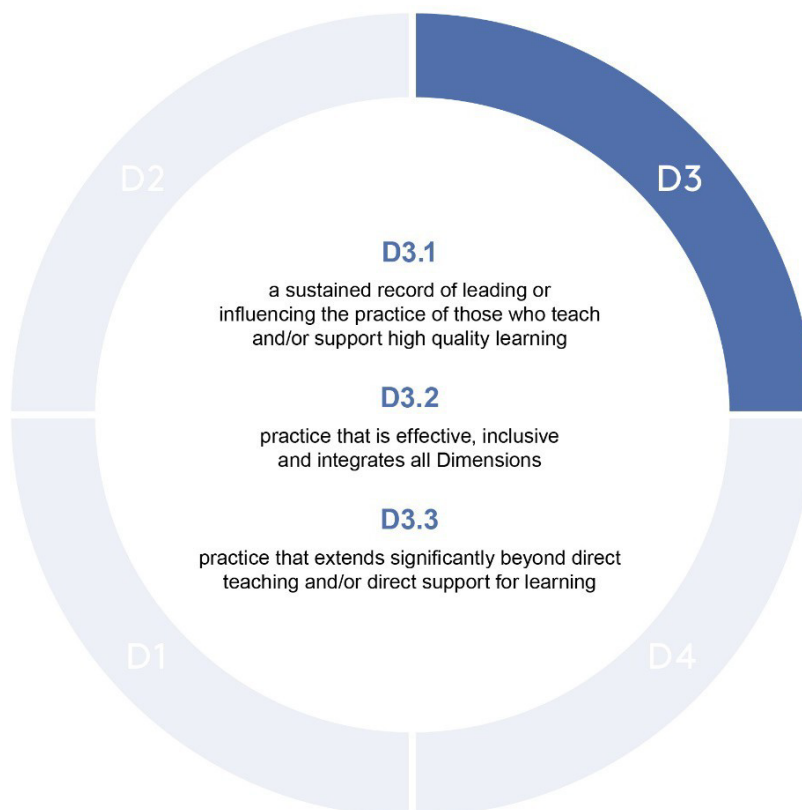 D2
D3
D3.1
a sustained record of leading or
influencing the practice of those who teach
and/or support high quality learning
D3.2
practice that is effective, inclusive
and integrates all Dimensions
D3.3
practice that extends significantly beyond direct
teaching and/or direct support for learning
D1
D4